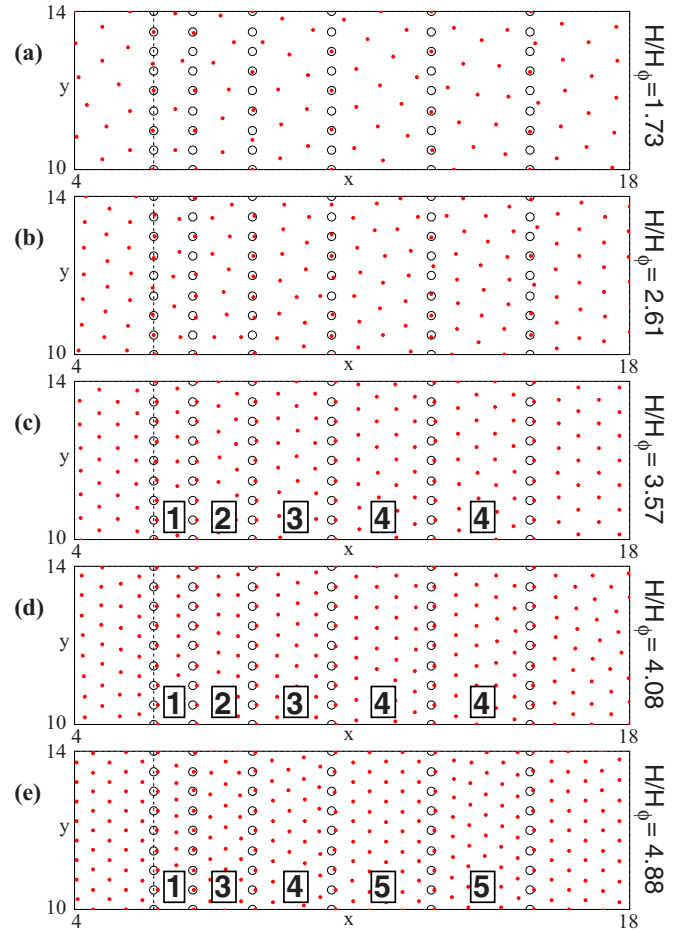 14
(a)
y
10
4
x
18
H/Hϕ=1.73
14
(b)
y
10
4
x
18
H/Hϕ= 2.61
14
(c)
y
10
1 2 3 4 4
4
x
18
H/Hϕ= 3.57
14
(d)
y
10
1 2 3 4 4
4
x
18
H/Hϕ= 4.08
14
(e)
y
10
1 3 4 5 5
4
x
18
H/Hϕ= 4.88